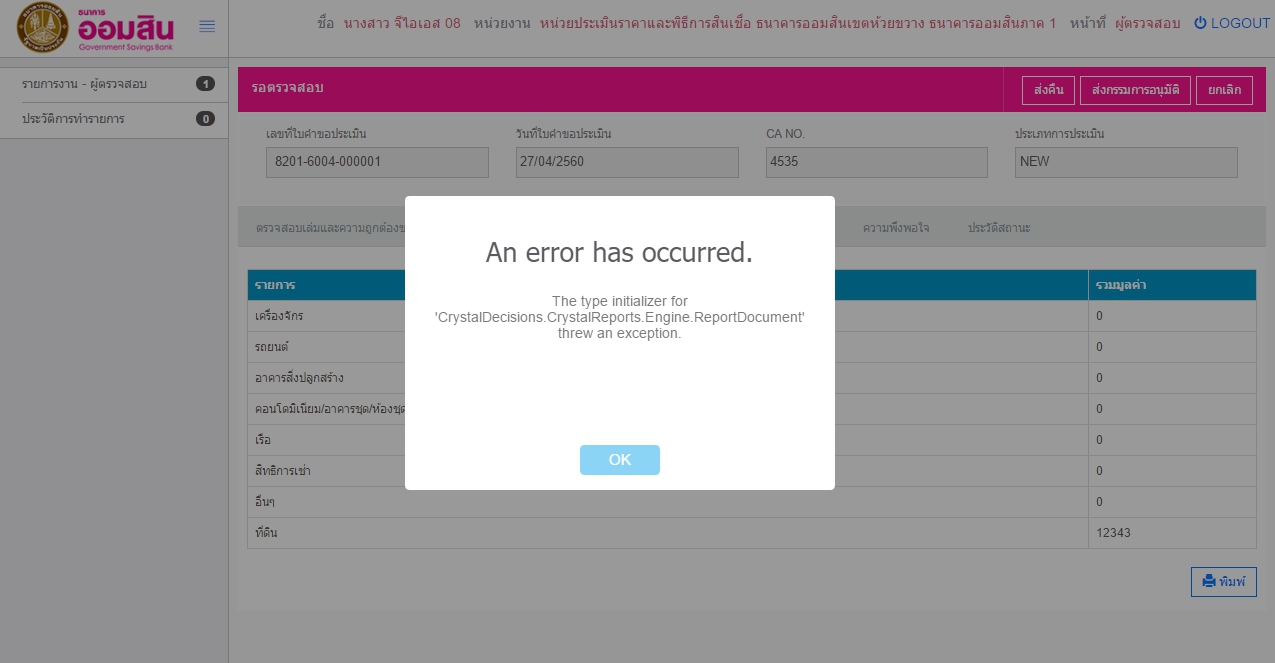 ธนาคาร
ออมสิน
Government Savings Bank
ชื่อ นางสาว จีไอเอส 08 หน่วยงาน หน่วยประเมินราคาและพิธีการสินเชื่อ ธนาคารออมสินเขตห้วยขวาง ธนาคารออมสินภาค 1 หน้าที่ ผู้ตรวจสอบ LOGOUT
รายการงาน - ผู้ตรวจสอบ 1
ประวัติการทำรายการ 0
รอตรวจสอบ ส่งคืน ส่งกรรมการอนุมัติ ยกเลิก
เลขที่ใบคำขอประเมิน วันที่ใบคำขอประเมิน CA NO. ประเภทการประเมิน
8201-6004-000001 27/04/2560 4535 NEW
ตรวจสอบเล่มและความถูกต้องข ความพึงพอใจ ประวัติสถานะ
An error has occurred.
The type initializer for
'CrystalDecisions.CrystalReports.Engine.ReportDocument'
threw an exception.
OK
รายการ รวมมูลค่า
เครื่องจักร 0
รถยนต์ 0
อาคารสิ่งปลูกสร้าง 0
คอนโดมิเนียม/อาคารชุด/ห้องชุด 0
เรือ 0
สิทธิการเช่า 0
อื่นๆ 0
ที่ดิน 12343
พิมพ์